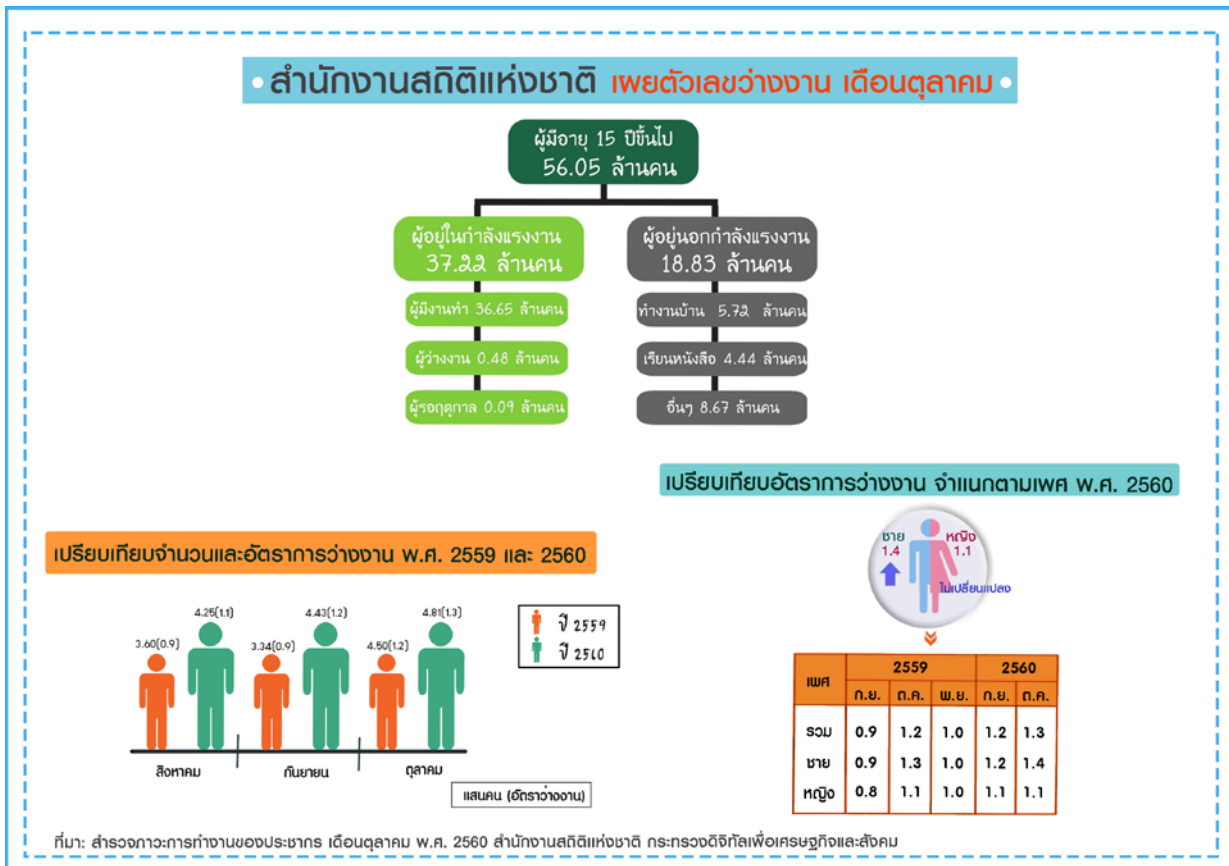 • สำนักงานสถิติแห่งชาติ เผยตัวเลขว่างงาน เดือนตุลาคม •
ผู้มีอายุ 15 ปีขึ้นไป
56.05 ล้านคน
ผู้อยู่ในกำลังแรงงาน
37.22 ล้านคน
ผู้มีงานทำ 36.65 ล้านคน
ผู้ว่างงาน 0.48 ล้านคน
ผู้รอฤดูกาล 0.09 ล้านคน
ผู้อยู่นอกกำลังแรงงาน
18.83 ล้านคน
ทำงานบ้าน 5.72 ล้านคน
เรียนหนังสือ 4.44 ล้านคน
อื่นๆ 8.67 ล้านคน
เปรียบเทียบจำนวนและอัตราการว่างงาน พ.ศ. 2559 และ 2560
3.60(0.9) 4.25(1.1) 3.34(0.9) 4.43(1.2) 4.50(1.2) 4.81(1.3)
สิงหาคม กันยายน ตุลาคม
ปี 2559
ปี 2560
แสนคน (อัตราว่างงาน)
เปรียบเทียบอัตราการว่างงาน จำแนกตามเพศ พ.ศ. 2560
ชาย หญิง
1.4 1.1
ไม่เปลี่ยนแปลง
เพศ 2559 2560
ก.ย. ต.ค. พ.ย. ก.ย. ต.ค.
รวม 0.9 1.2 1.0 1.2 1.3
ชาย 0.9 1.3 1.0 1.2 1.4
หญิง 0.8 1.1 1.0 1.1 1.1
ที่มา: สำรวจภาวะการทำงานของประชากร เดือนตุลาคม พ.ศ. 2560 สำนักงานสถิติแห่งชาติ กระทรวงดิจิทัลเพื่อเศรษฐกิจและสังคม